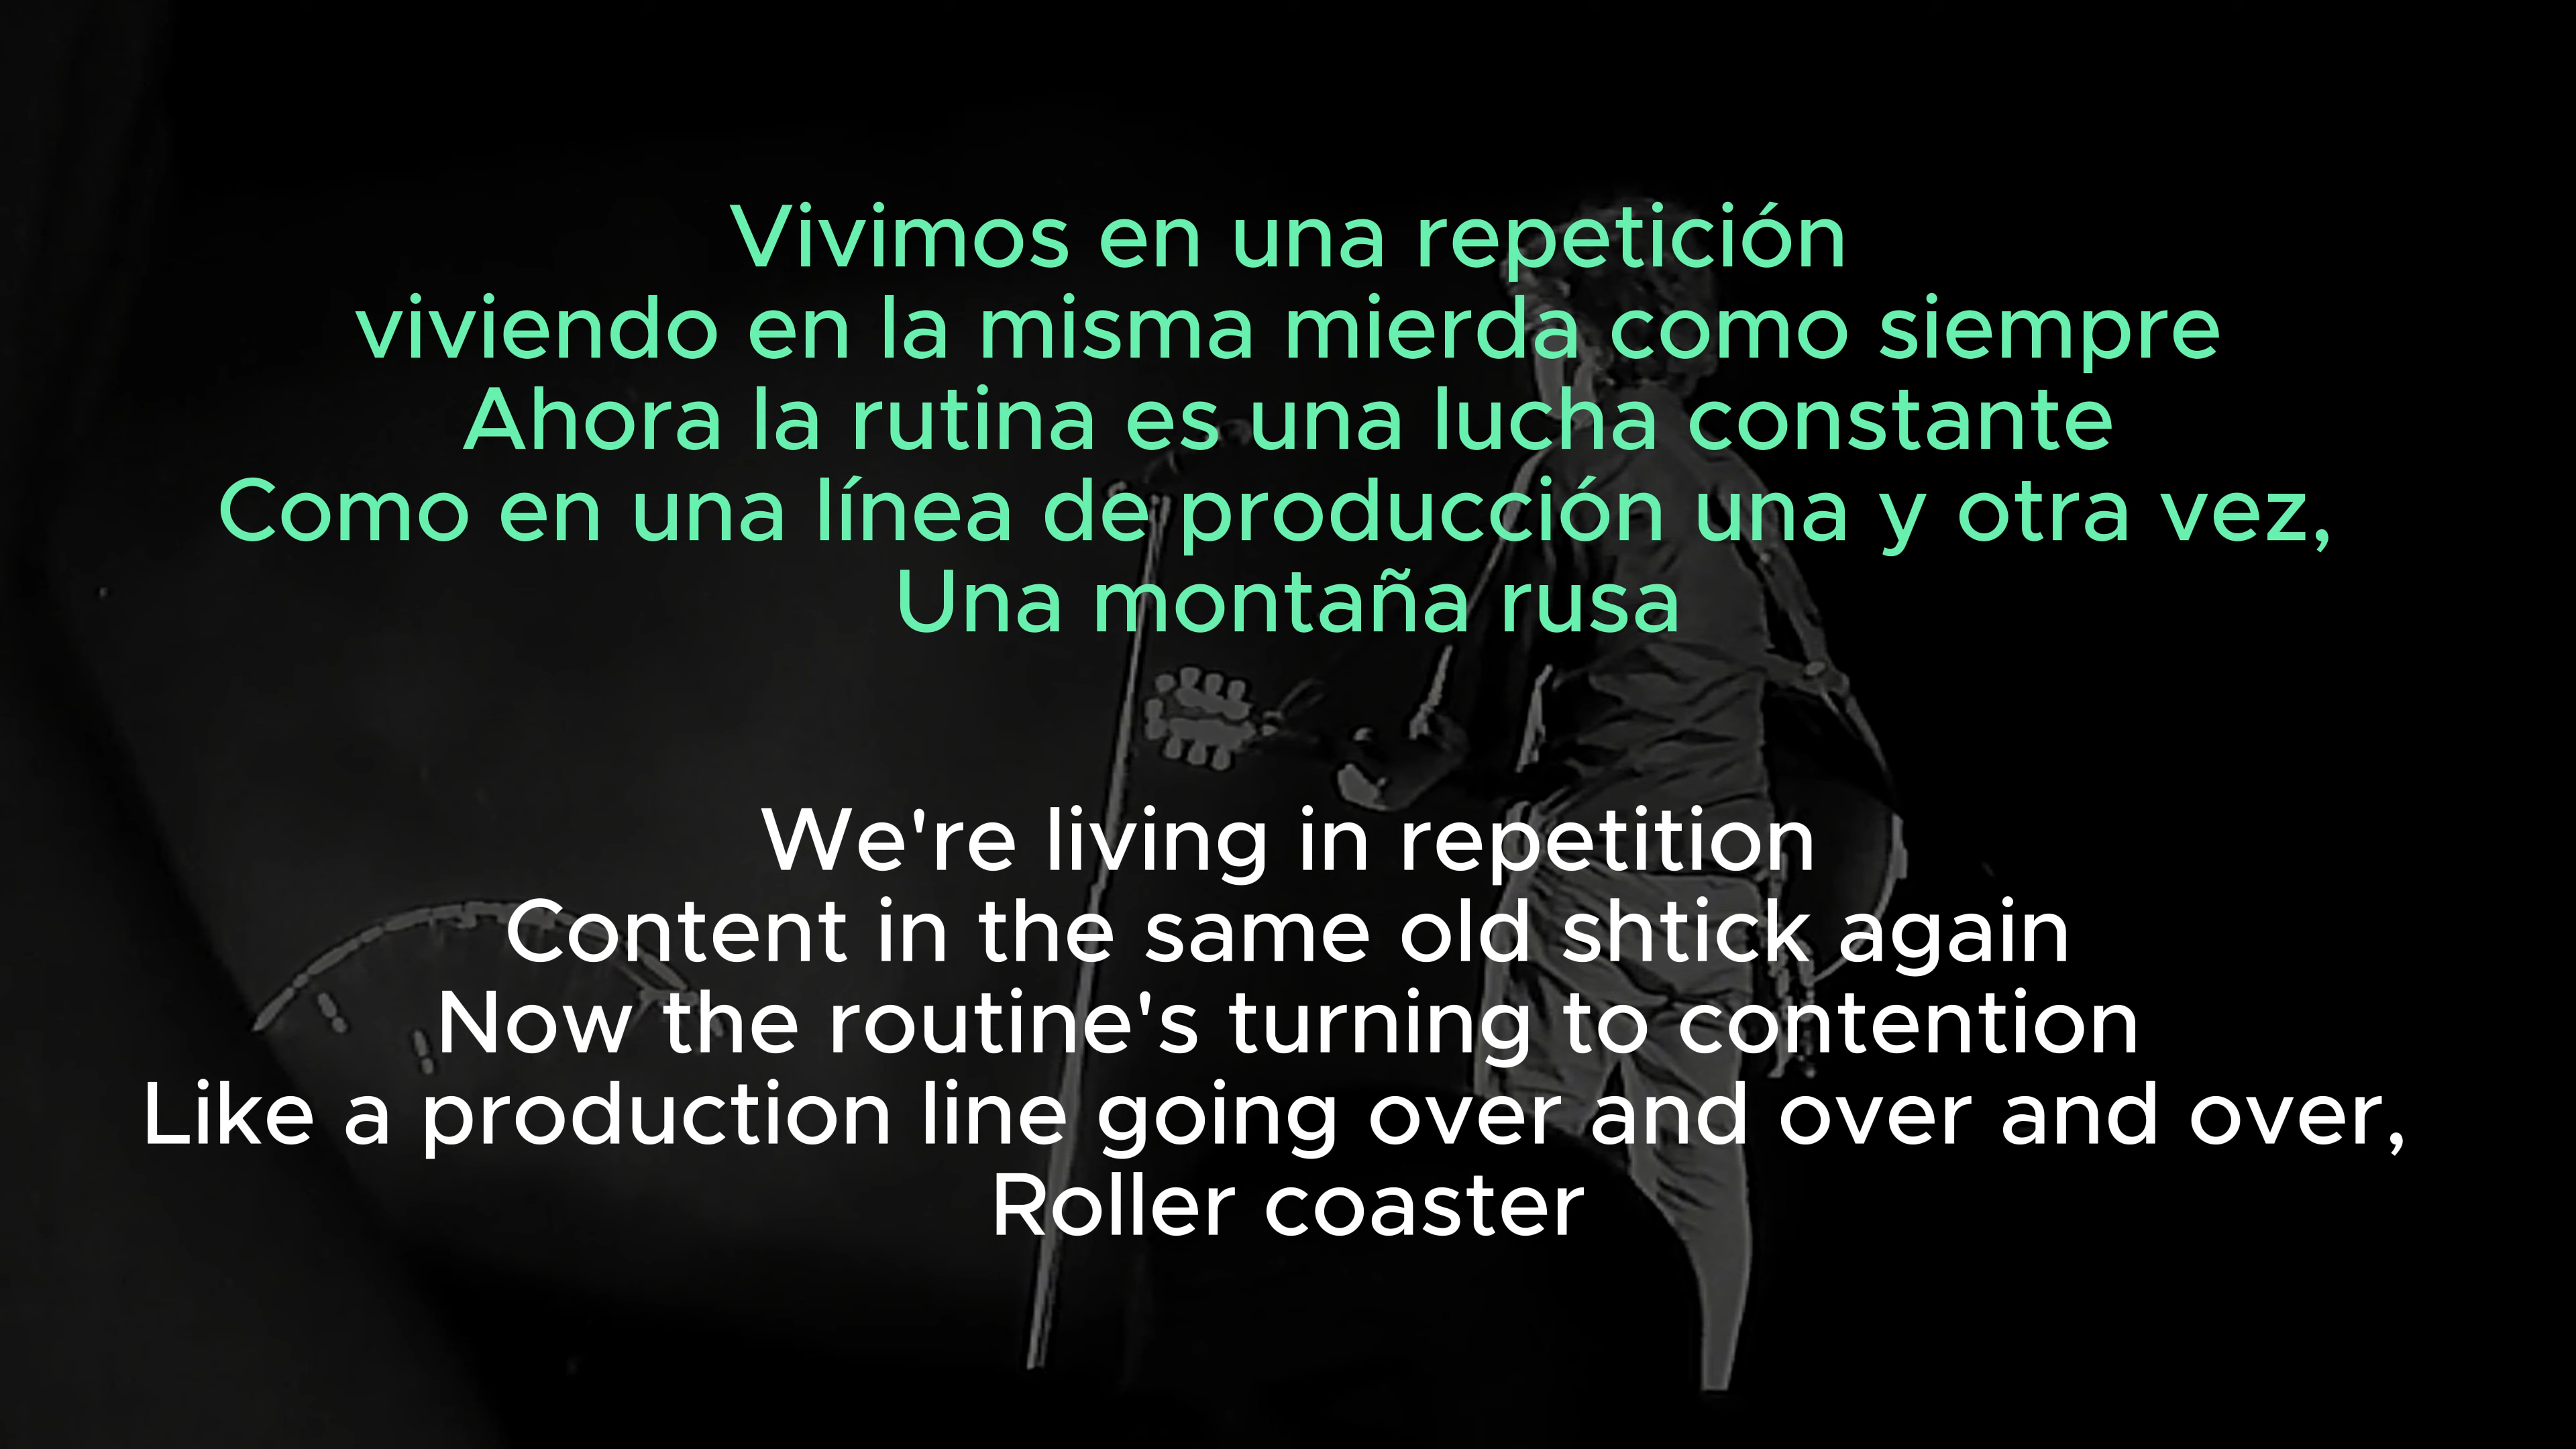 Vivimos en una repetición
viviendo en la misma mierda como siempre
Ahora la rutina es una lucha constante
Como en una línea de producción una y otra vez,
Una montaña rusa
We're living in repetition
Content in the same old shtick again
Now the routine's turning to contention
Like a production line going over and over and over,
Roller coaster